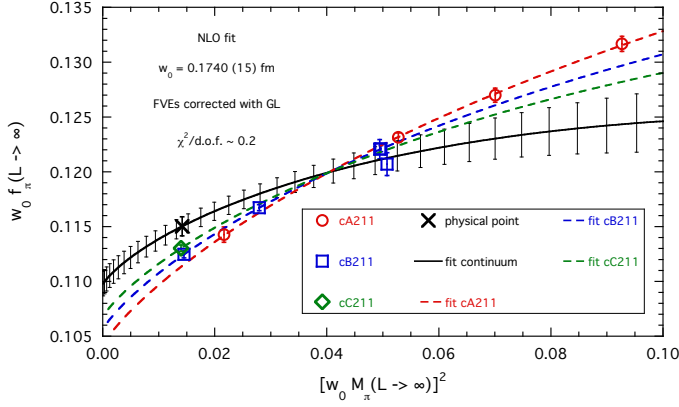 0.135
0.130
0.125
0.120
0.115
0.110
0.105
w₀ f_π(L -> ∞)
NLO fit
w₀ = 0.1740 (15) fm
FVEs corrected with GL
χ²/d.o.f. ~ 0.2
cA211
physical point
fit cB211
cB211
fit continuum
fit cC211
cC211
fit cA211
0.00 0.02 0.04 0.06 0.08 0.10
[w₀ M_π(L -> ∞)]²